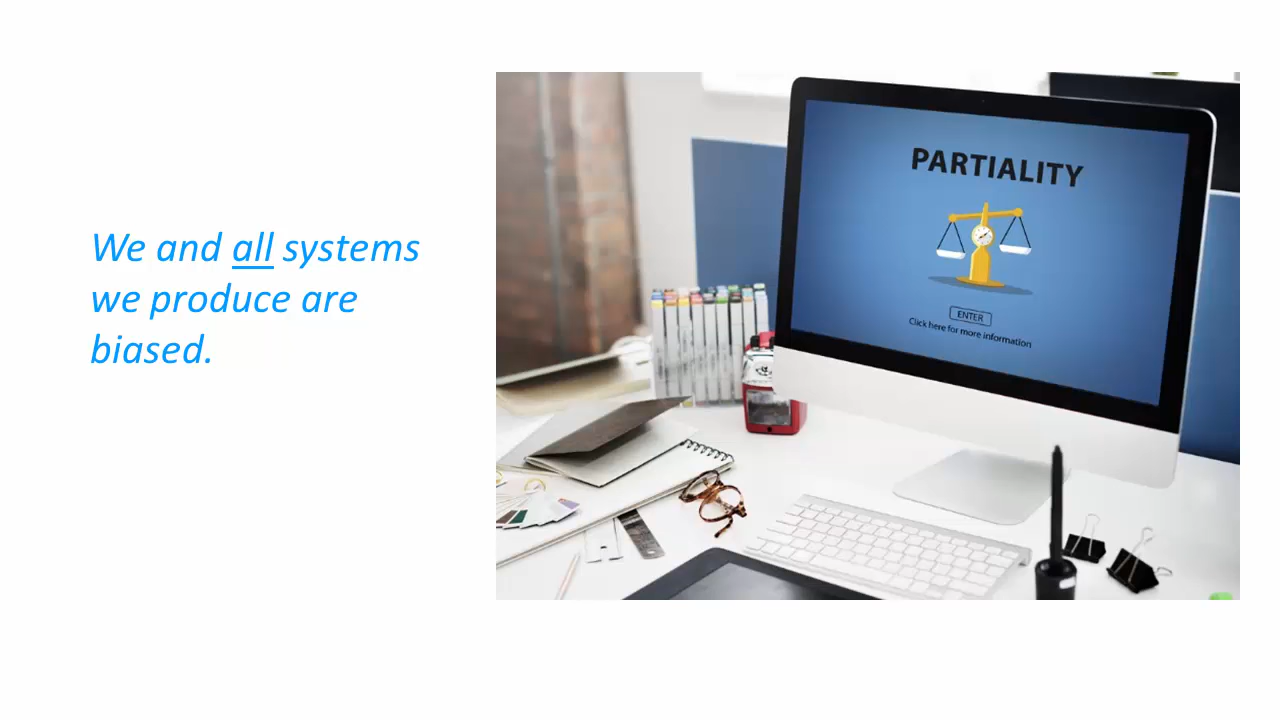 We and all systems
we produce are
biased.
PARTIALITY
ENTER
Click here for more information